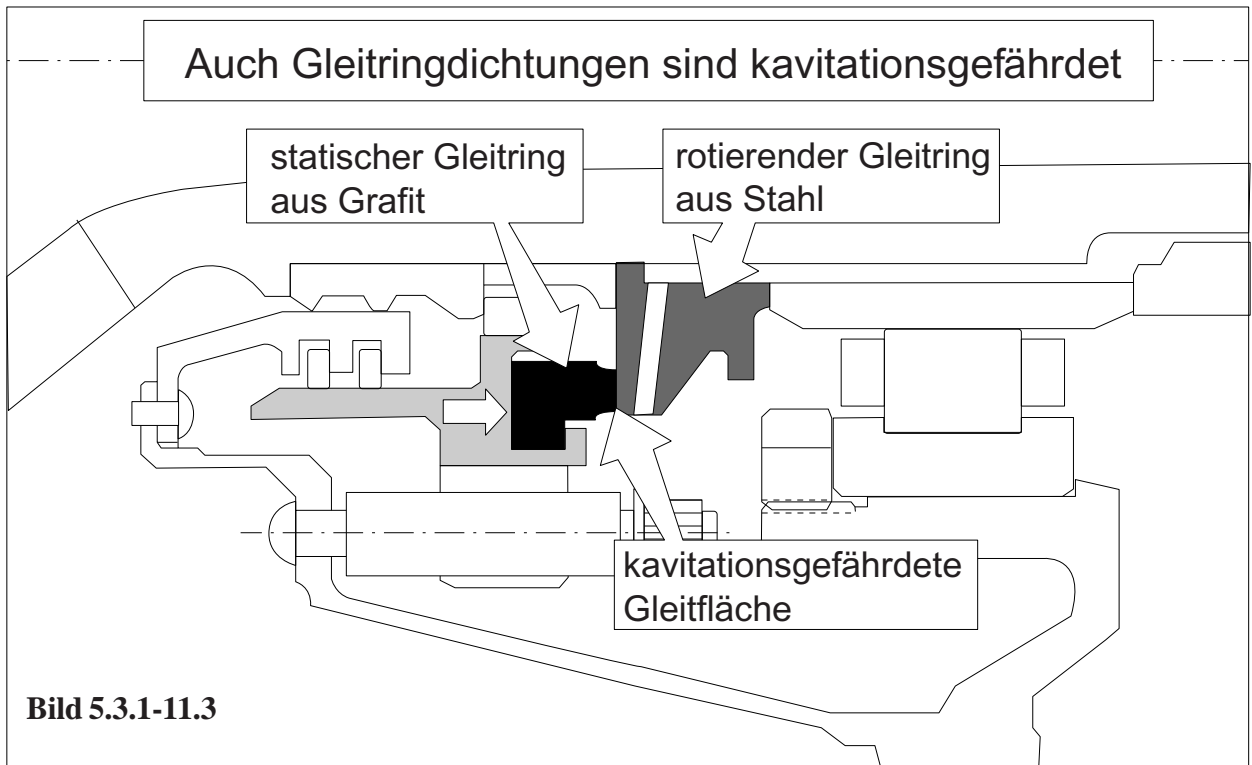 Auch Gleitringdichtungen sind kavitationsgefährdet
statischer Gleitring
aus Grafit
rotierender Gleitring
aus Stahl
kavitationsgefährdete
Gleitfläche
Bild 5.3.1-11.3